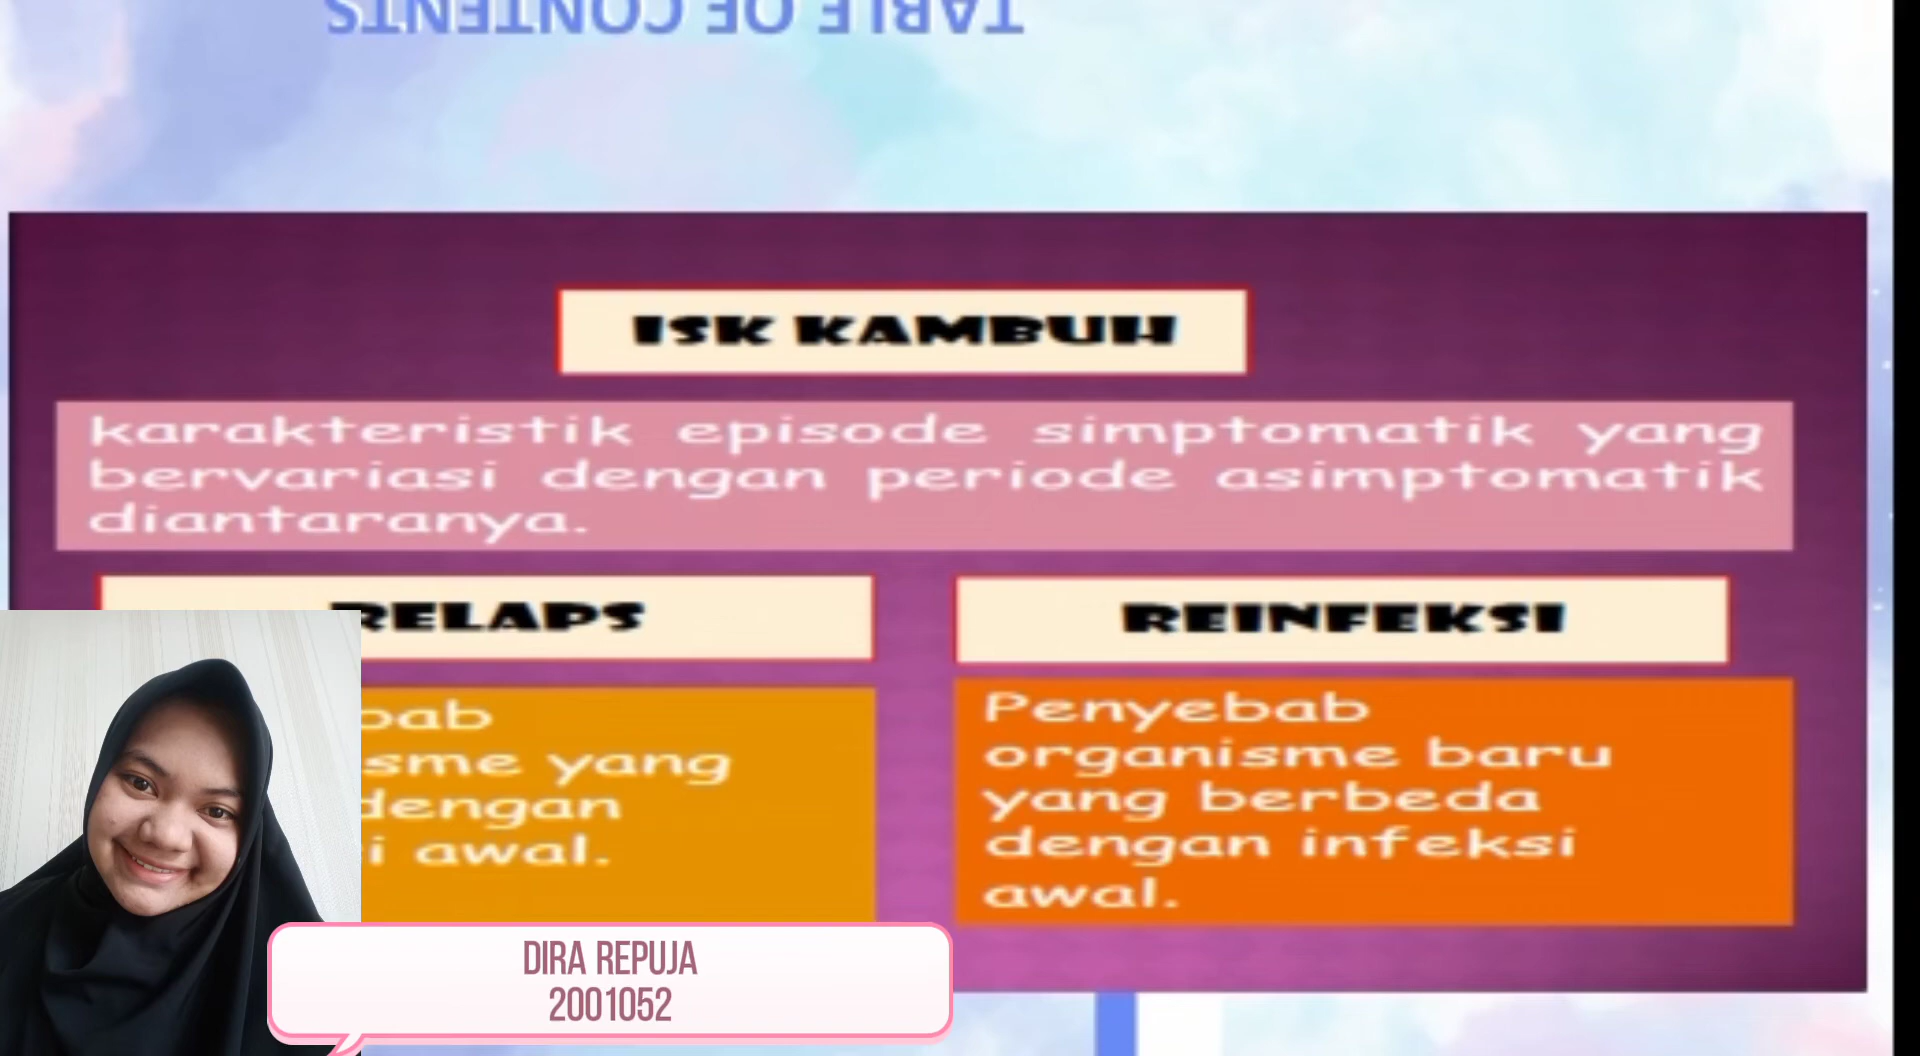 TABLE OF CONTENTS
ISK KAMBUH
karakteristik episode simptomatik yang
bervariasi dengan periode asimptomatik
diantaranya.
RELAPS
REINFEKSI
yang
dengan
awal.
Penyebab
organisme baru
yang berbeda
dengan infeksi
awal.
DIRA REPUJA
2001052